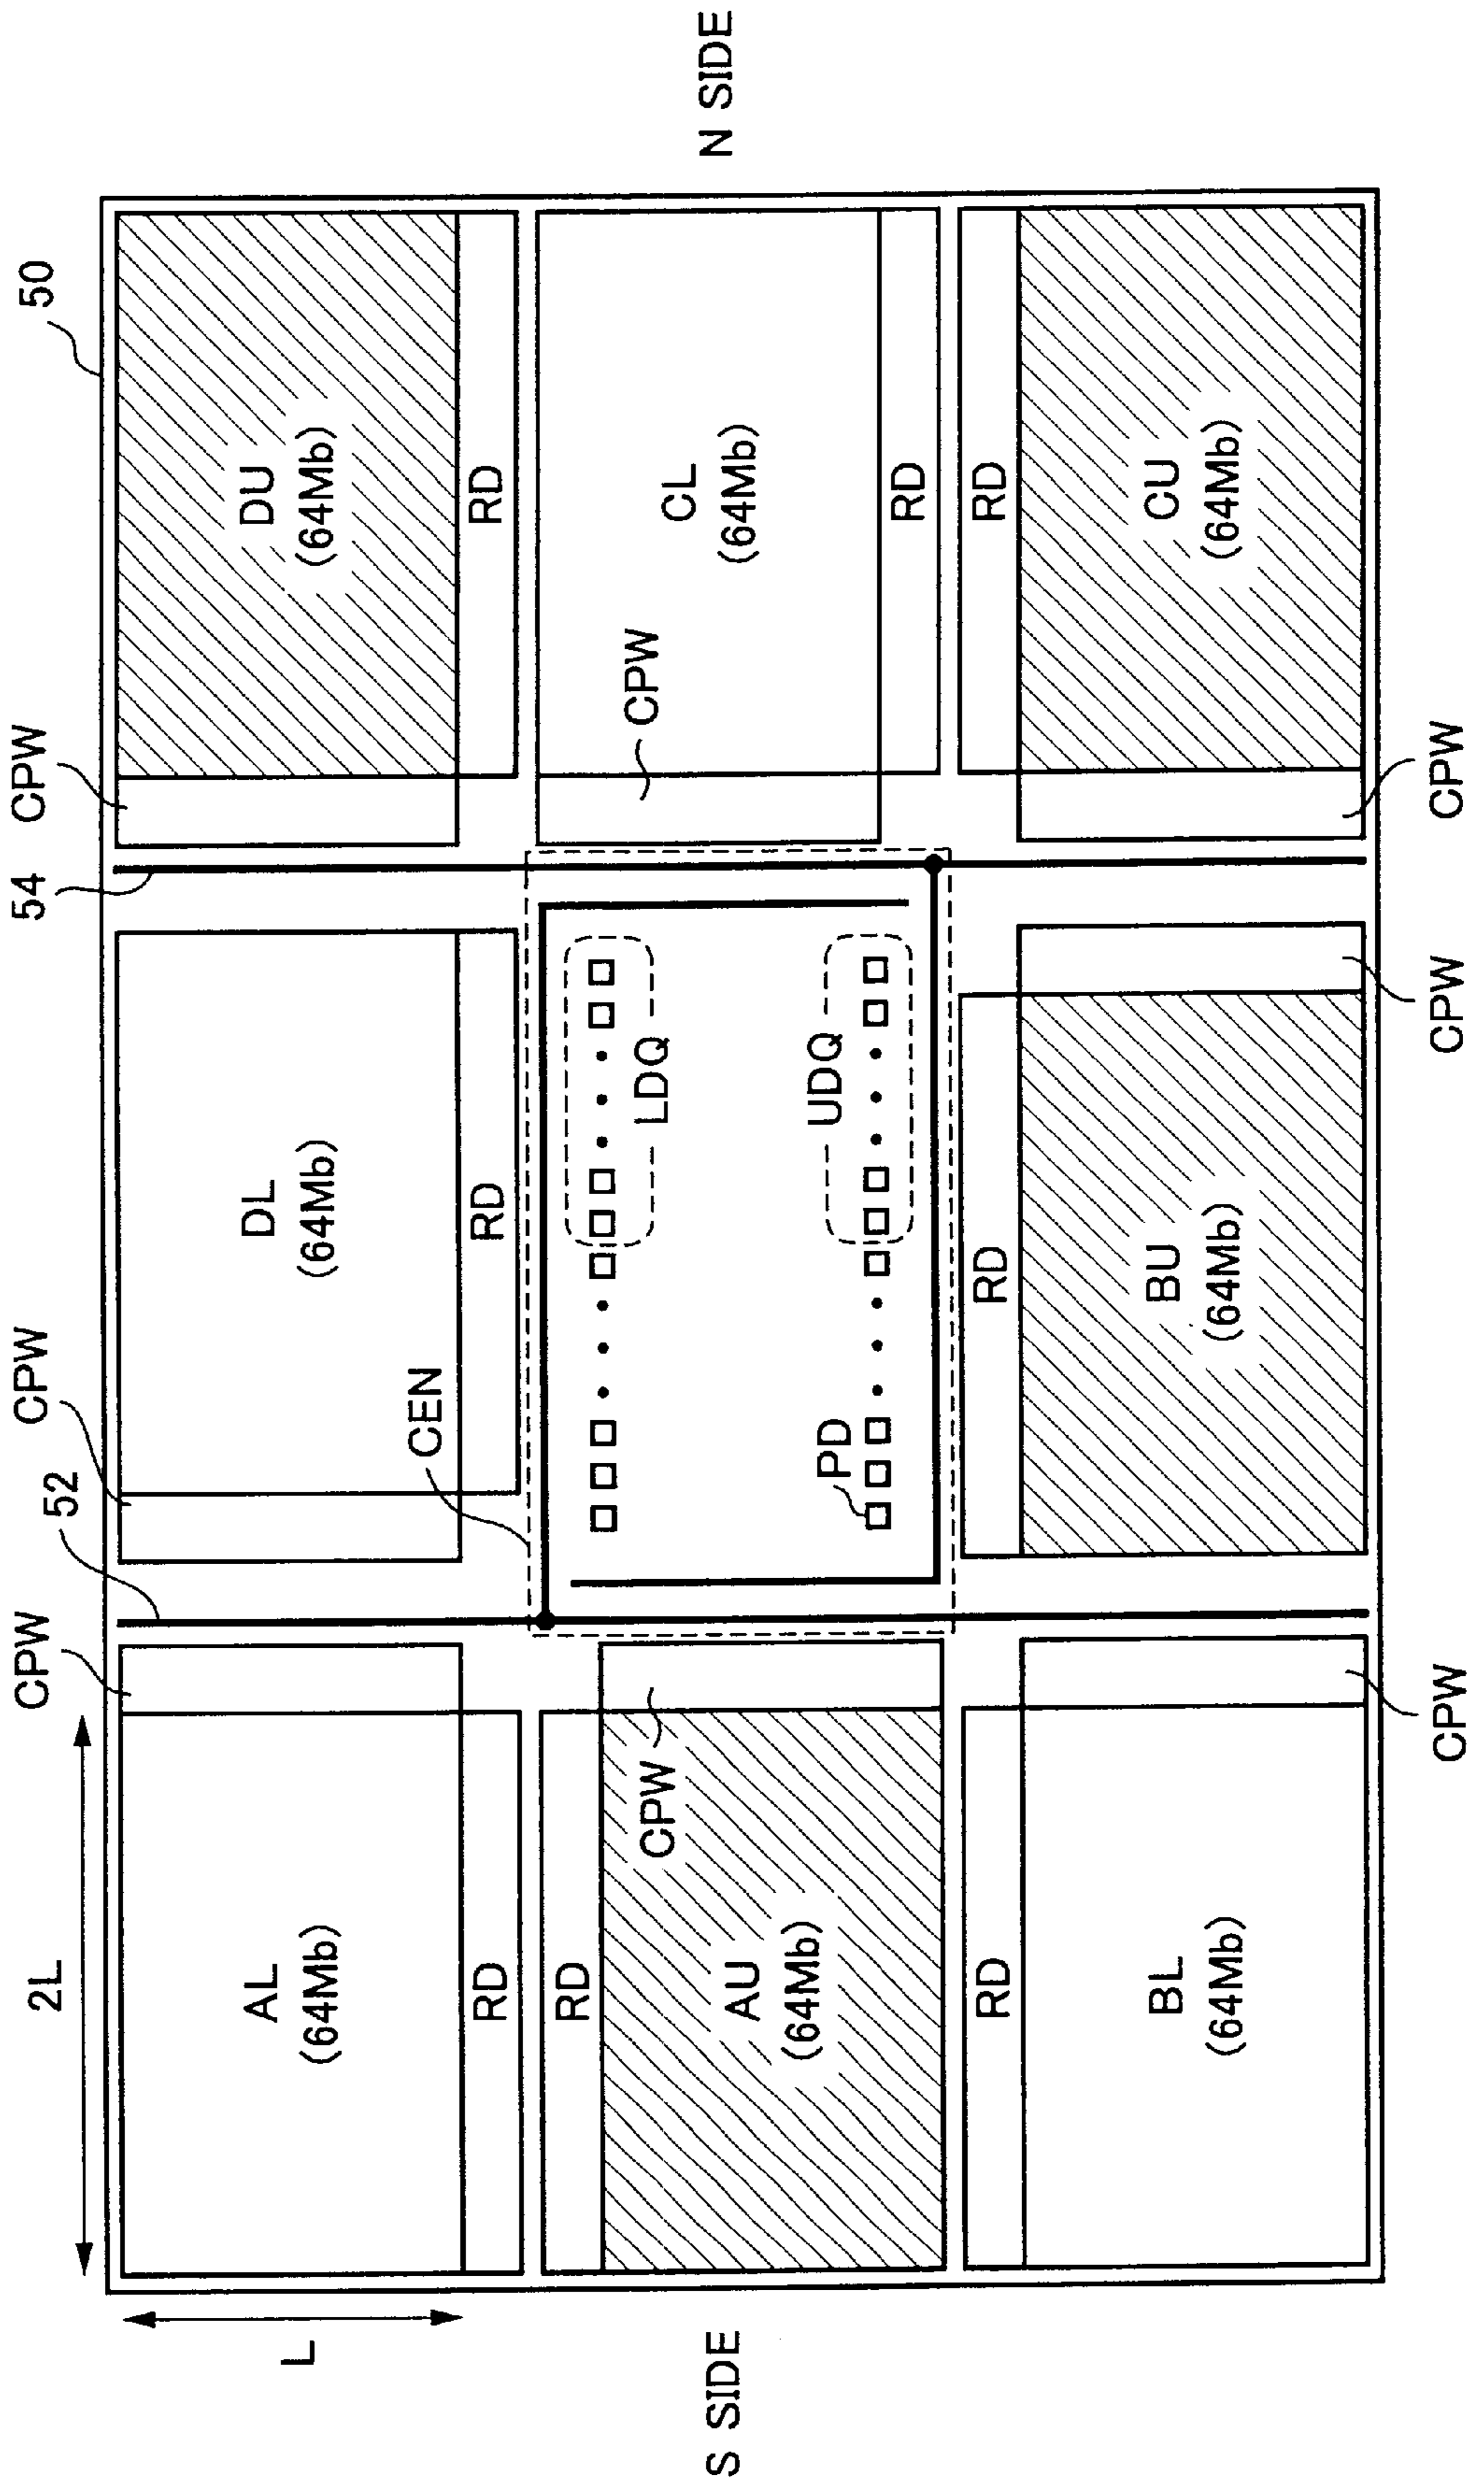 50
CPW
54
CPW
52
CPW
2L
L
N SIDE
S SIDE
DU
(64Mb)
RD
CPW
CL
(64Mb)
RD
RD
CU
(64Mb)
CPW
DL
(64Mb)
RD
CEN
LDQ
UDQ
PD
RD
BU
(64Mb)
CPW
AL
(64Mb)
RD
RD
CPW
AU
(64Mb)
RD
BL
(64Mb)
CPW